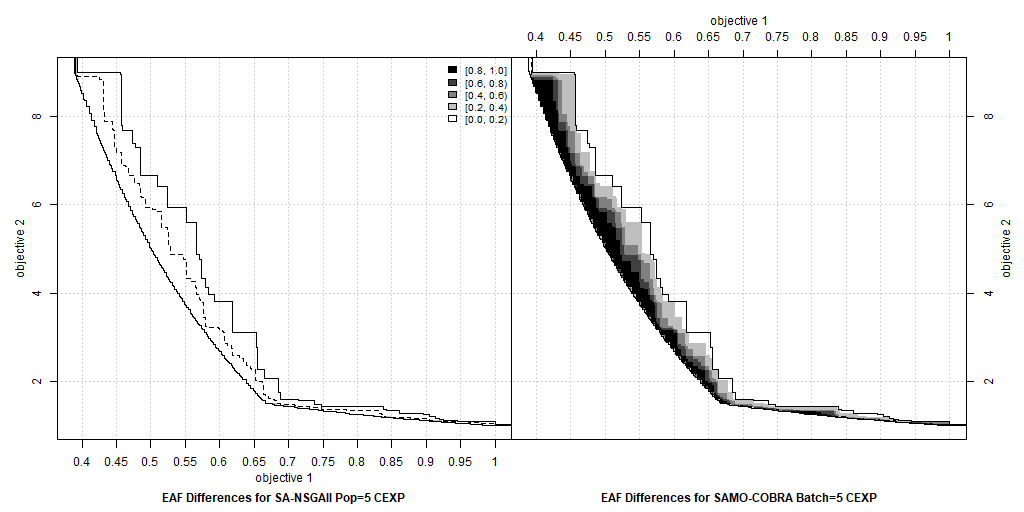 objective 1
0.4 0.45 0.5 0.55 0.6 0.65 0.7 0.75 0.8 0.85 0.9 0.95 1
[0.8, 1.0]
[0.6, 0.8)
[0.4, 0.6)
[0.2, 0.4)
[0.0, 0.2)
objective 2
8
6
4
2
8
6
4
2
objective 2
0.4 0.45 0.5 0.55 0.6 0.65 0.7 0.75 0.8 0.85 0.9 0.95 1
objective 1
EAF Differences for SA-NSGAII Pop=5 CEXP
EAF Differences for SAMO-COBRA Batch=5 CEXP